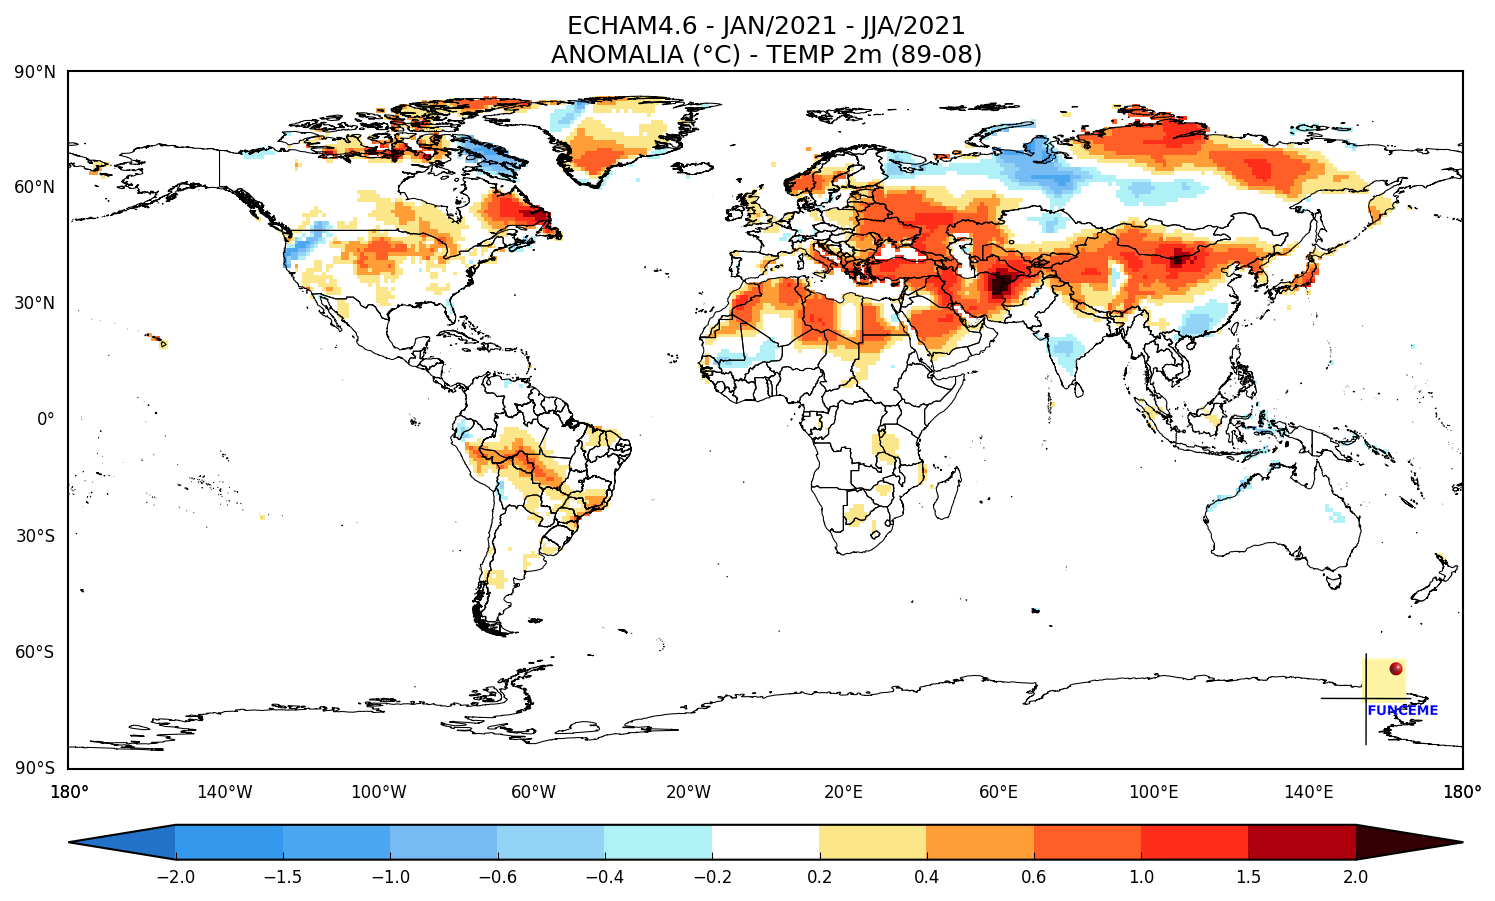 ECHAM4.6 - JAN/2021 - JJA/2021
ANOMALIA (°C) - TEMP 2m (89-08)
90°N
60°N
30°N
0°
30°S
60°S
90°S
FUNCEME
180° 140°W 100°W 60°W 20°W 20°E 60°E 100°E 140°E 180°
−2.0 −1.5 −1.0 −0.6 −0.4 −0.2 0.2 0.4 0.6 1.0 1.5 2.0